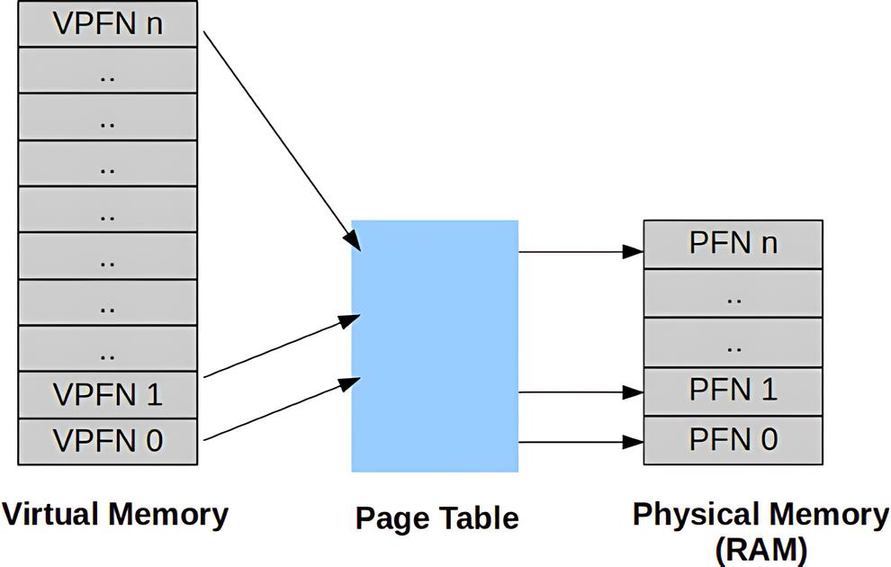 VPFN n
..
..
..
..
..
..
..
VPFN 1
VPFN 0
Virtual Memory
Page Table
PFN n
..
..
PFN 1
PFN 0
Physical Memory
(RAM)